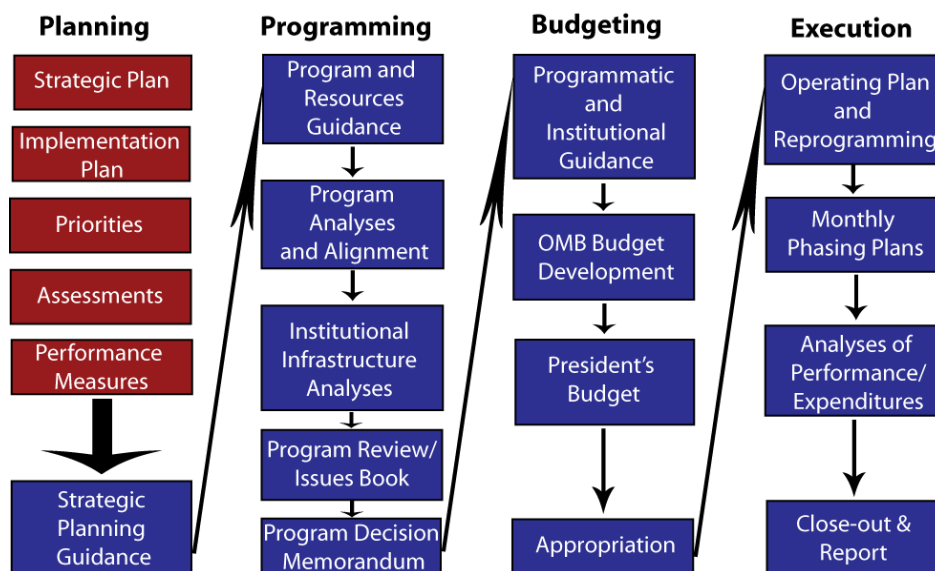 Planning
Strategic Plan
Implementation
Plan
Priorities
Assessments
Performance
Measures
Strategic
Planning
Guidance
Programming
Program and
Resources
Guidance
Program
Analyses
and Alignment
Institutional
Infrastructure
Analyses
Program Review/
Issues Book
Program Decision
Memorandum
Budgeting
Programmatic
and
Institutional
Guidance
OMB Budget
Development
President’s
Budget
Appropriation
Execution
Operating Plan
and
Reprogramming
Monthly
Phasing Plans
Analyses of
Performance/
Expenditures
Close-out &
Report